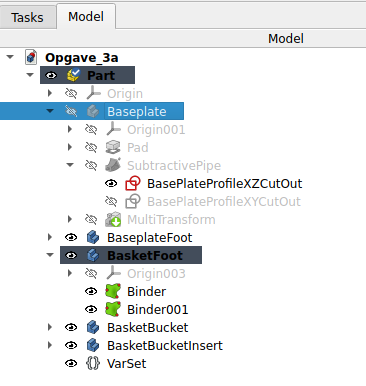 Tasks Model
Model
Opgave_3a
Part
Origin
Baseplate
Origin001
Pad
SubtractivePipe
BasePlateProfileXZCutOut
BasePlateProfileXYCutOut
MultiTransform
BaseplateFoot
BasketFoot
Origin003
Binder
Binder001
BasketBucket
BasketBucketInsert
VarSet